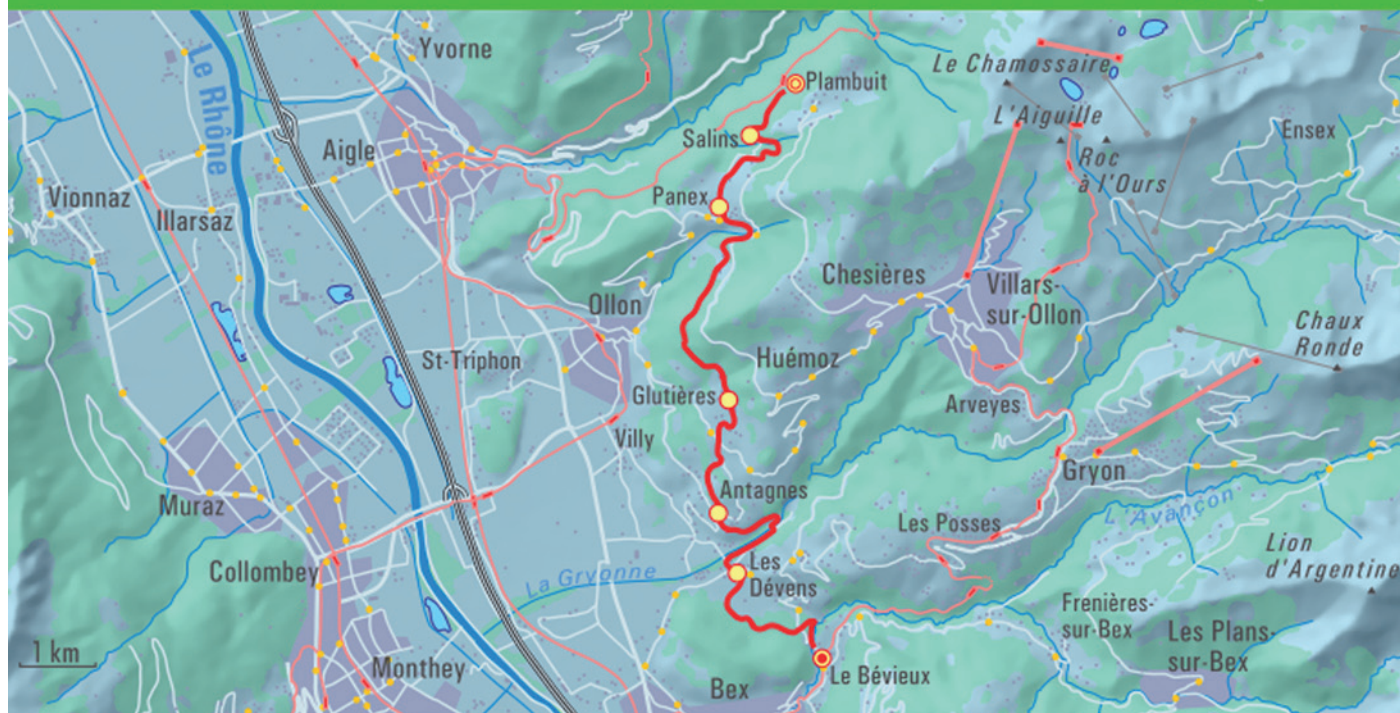 Yvorne
Le Rhône
Plambuit
Le Chamossaire
L'Aiguille
Salins
Ensex
Aigle
Roc
à l'Ours
Vionnaz
Panex
Illarsaz
Chesières
Villars-
sur-Ollon
Ollon
Chaux
Ronde
St-Triphon
Huémoz
Glutières
Arveyes
Villy
Gryon
Antagnes
Muraz
Les Posses
L'Avançon
Lion
d'Argentine
Collombey
La Gryonne
Les
Dévens
Frenières-
sur-Bex
Les Plans-
sur-Bex
1 km
Monthey
Bex
Le Bévieux